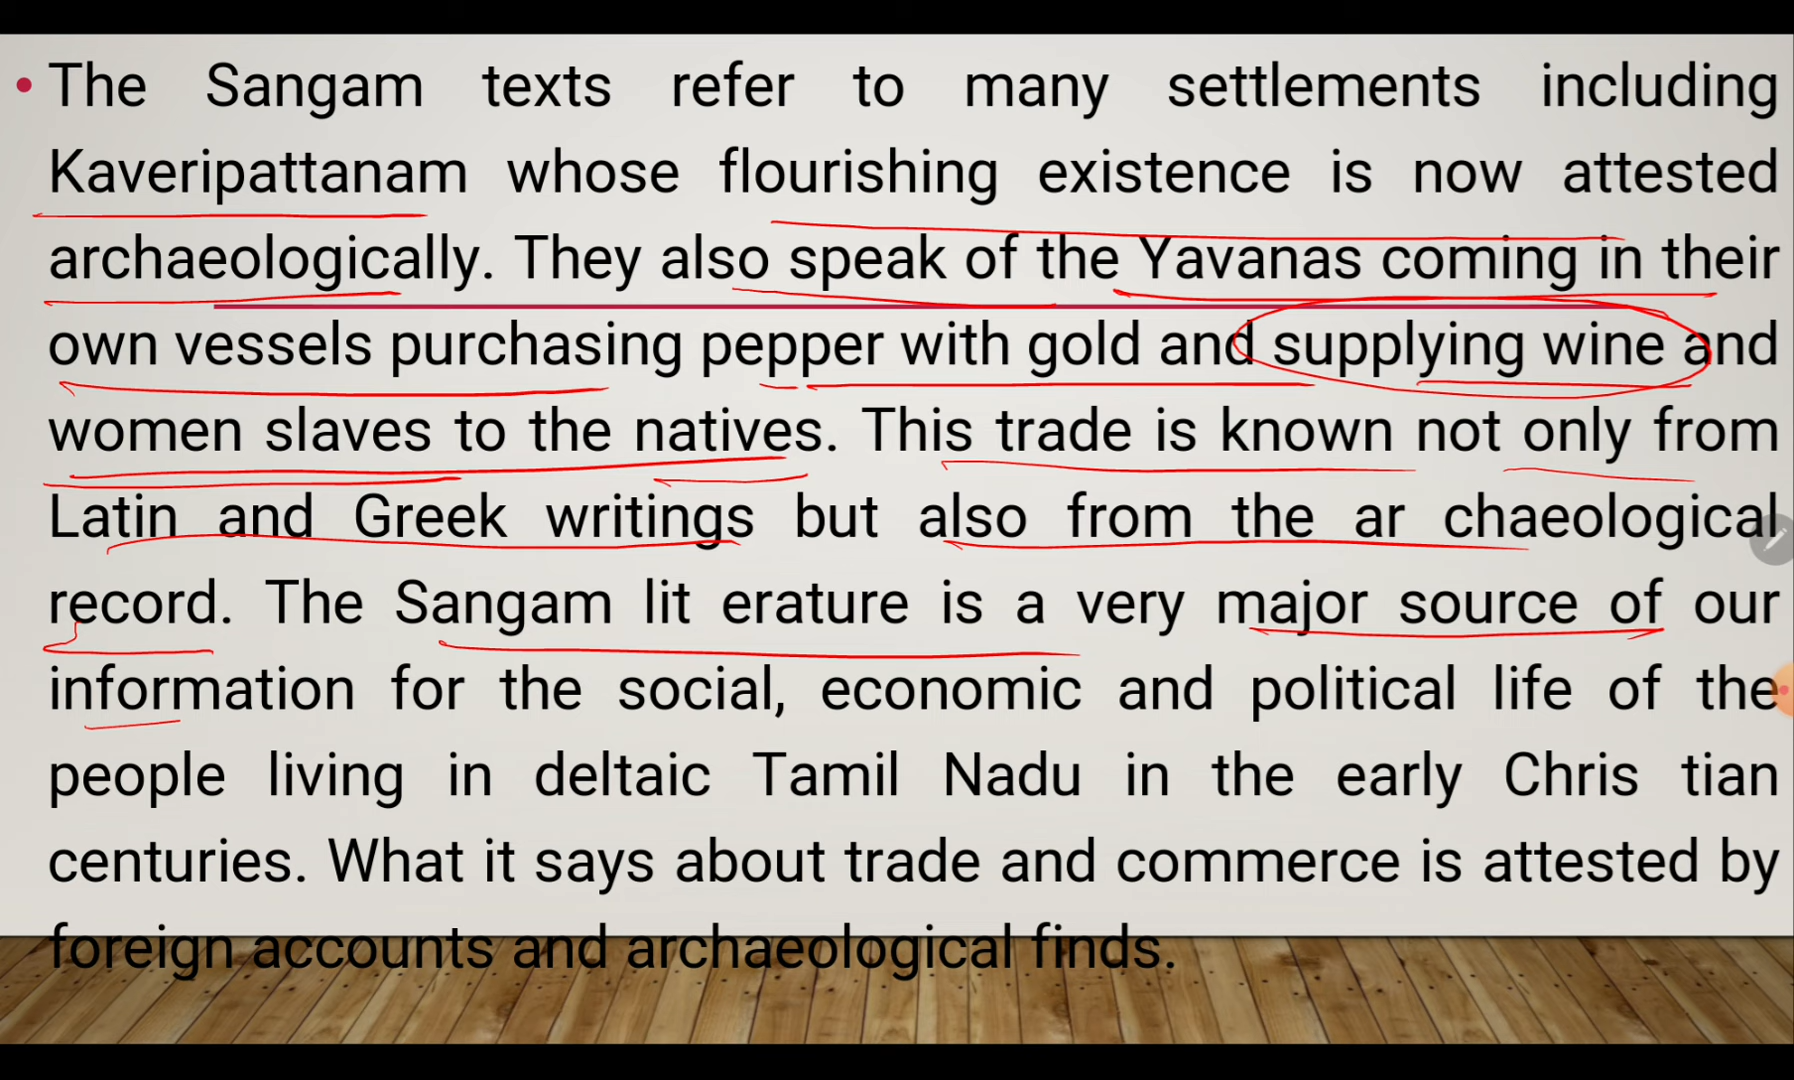 • The Sangam texts refer to many settlements including
Kaveripattanam whose flourishing existence is now attested
archaeologically. They also speak of the Yavanas coming in their
own vessels purchasing pepper with gold and supplying wine and
women slaves to the natives. This trade is known not only from
Latin and Greek writings but also from the ar chaeological
record. The Sangam lit erature is a very major source of our
information for the social, economic and political life of the
people living in deltaic Tamil Nadu in the early Chris tian
centuries. What it says about trade and commerce is attested by
foreign accounts and archaeological finds.